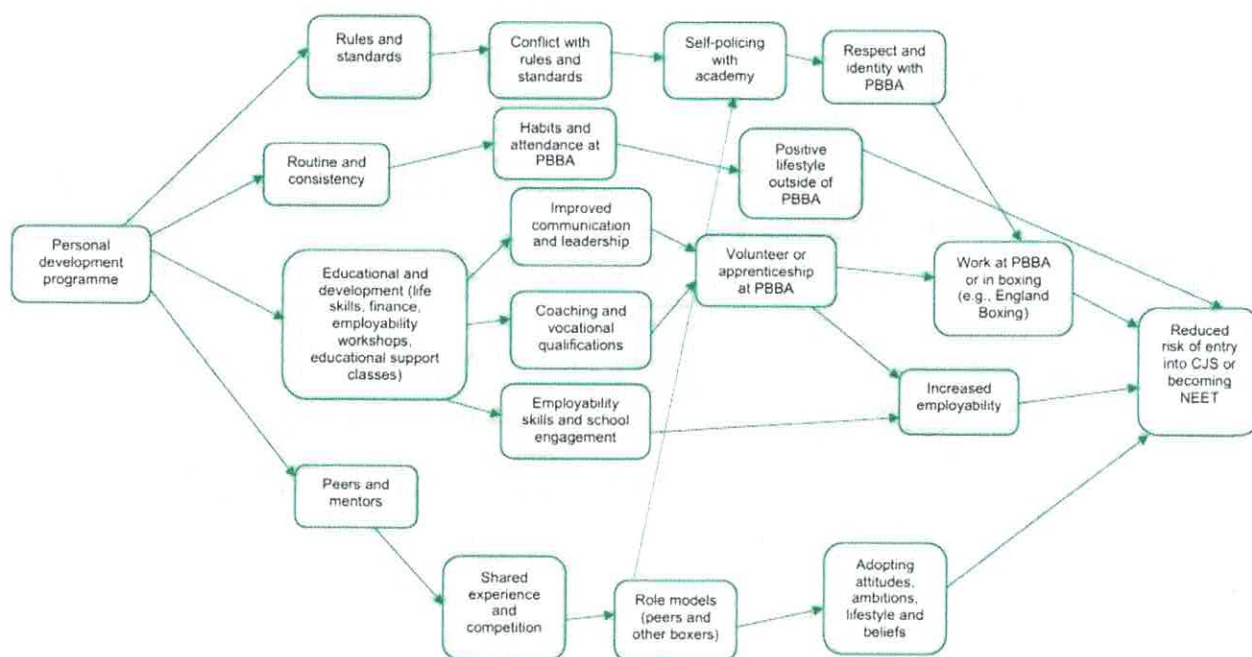 Rules and
standards
Conflict with
rules and
standards
Self-policing
with
academy
Respect and
identity with
PBBA
Routine and
consistency
Habits and
attendance at
PBBA
Positive
lifestyle
outside of
PBBA
Personal
development
programme
Educational and
development (life
skills, finance,
employability
workshops,
educational support
classes)
Improved
communication
and leadership
Coaching and
vocational
qualifications
Employability
skills and school
engagement
Volunteer or
apprenticeship
at PBBA
Work at PBBA
or in boxing
(e.g., England
Boxing)
Increased
employability
Reduced
risk of entry
into CJS or
becoming
NEET
Peers and
mentors
Shared
experience
and
competition
Role models
(peers and
other boxers)
Adopting
attitudes,
ambitions,
lifestyle and
beliefs